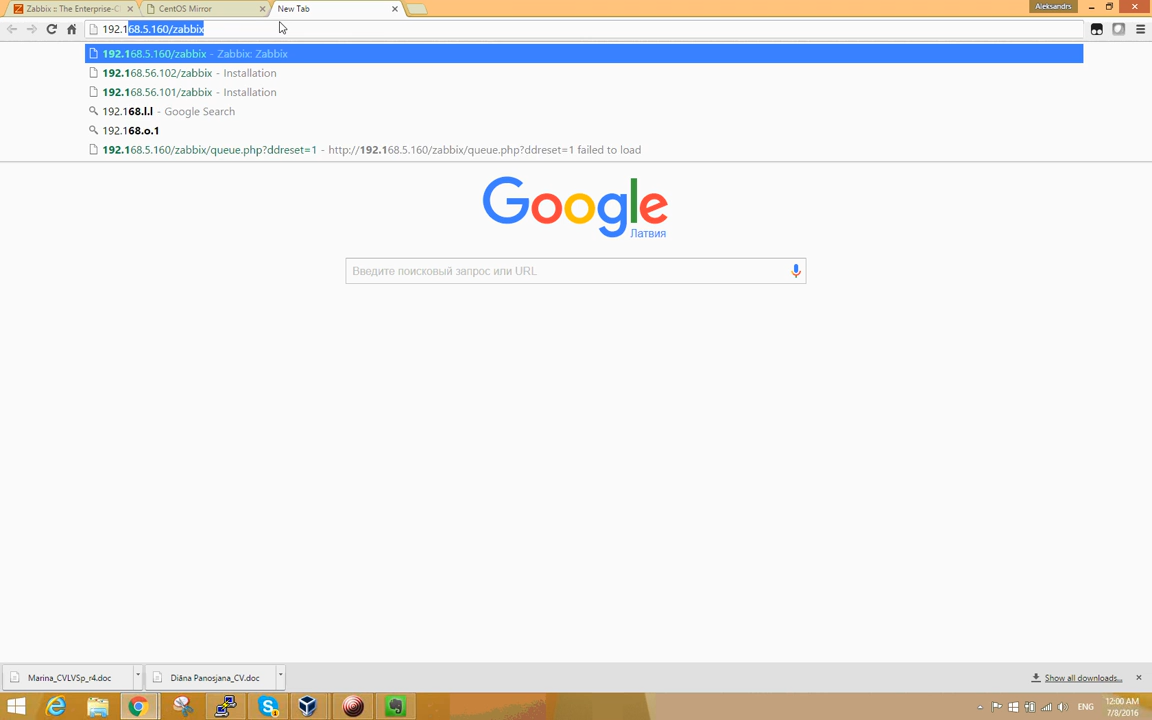 Zabbix :: The Enterprise-Cl
CentOS Mirror
New Tab
Aleksandrs
192.168.5.160/zabbix
192.168.5.160/zabbix - Zabbix: Zabbix
192.168.56.102/zabbix - Installation
192.168.56.101/zabbix - Installation
192.168.l.l - Google Search
192.168.o.1
192.168.5.160/zabbix/queue.php?ddreset=1 - http://192.168.5.160/zabbix/queue.php?ddreset=1 failed to load
Google
Латвия
Введите поисковый запрос или URL
Marina_CVLVSp_r4.doc
Diāna Panosjana_CV.doc
Show all downloads...
ENG
12:00 AM
7/8/2016